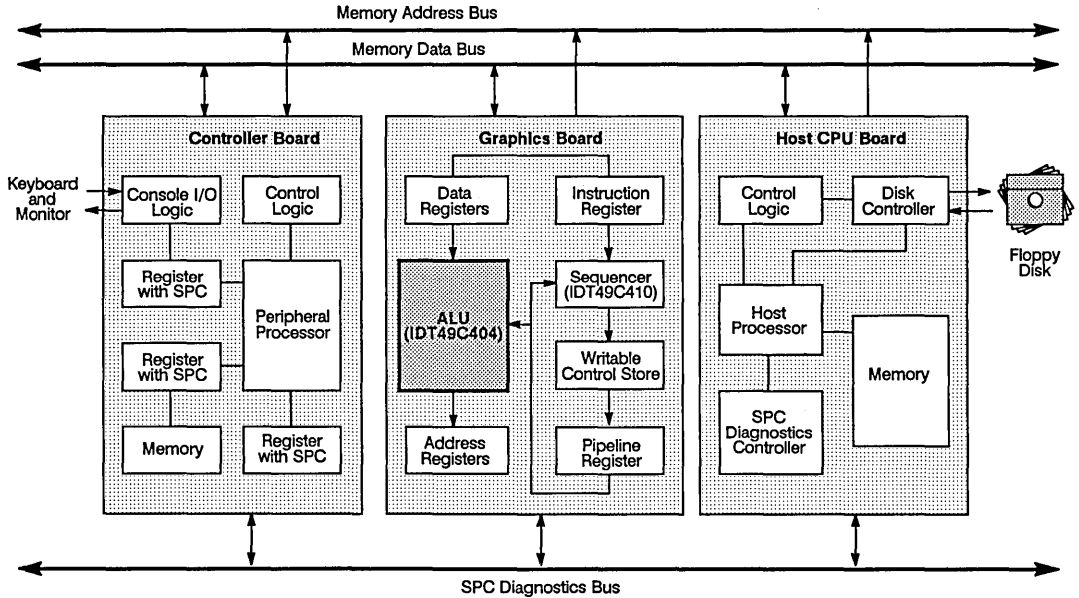 Memory Address Bus
Memory Data Bus
Controller Board
Graphics Board
Host CPU Board
Keyboard
and
Monitor
Console I/O
Logic
Control
Logic
Register
with SPC
Peripheral
Processor
Register
with SPC
Memory
Register
with SPC
Data
Registers
Instruction
Register
ALU
(IDT49C404)
Sequencer
(IDT49C410)
Writable
Control Store
Address
Registers
Pipeline
Register
Control
Logic
Disk
Controller
Floppy
Disk
Host
Processor
Memory
SPC
Diagnostics
Controller
SPC Diagnostics Bus